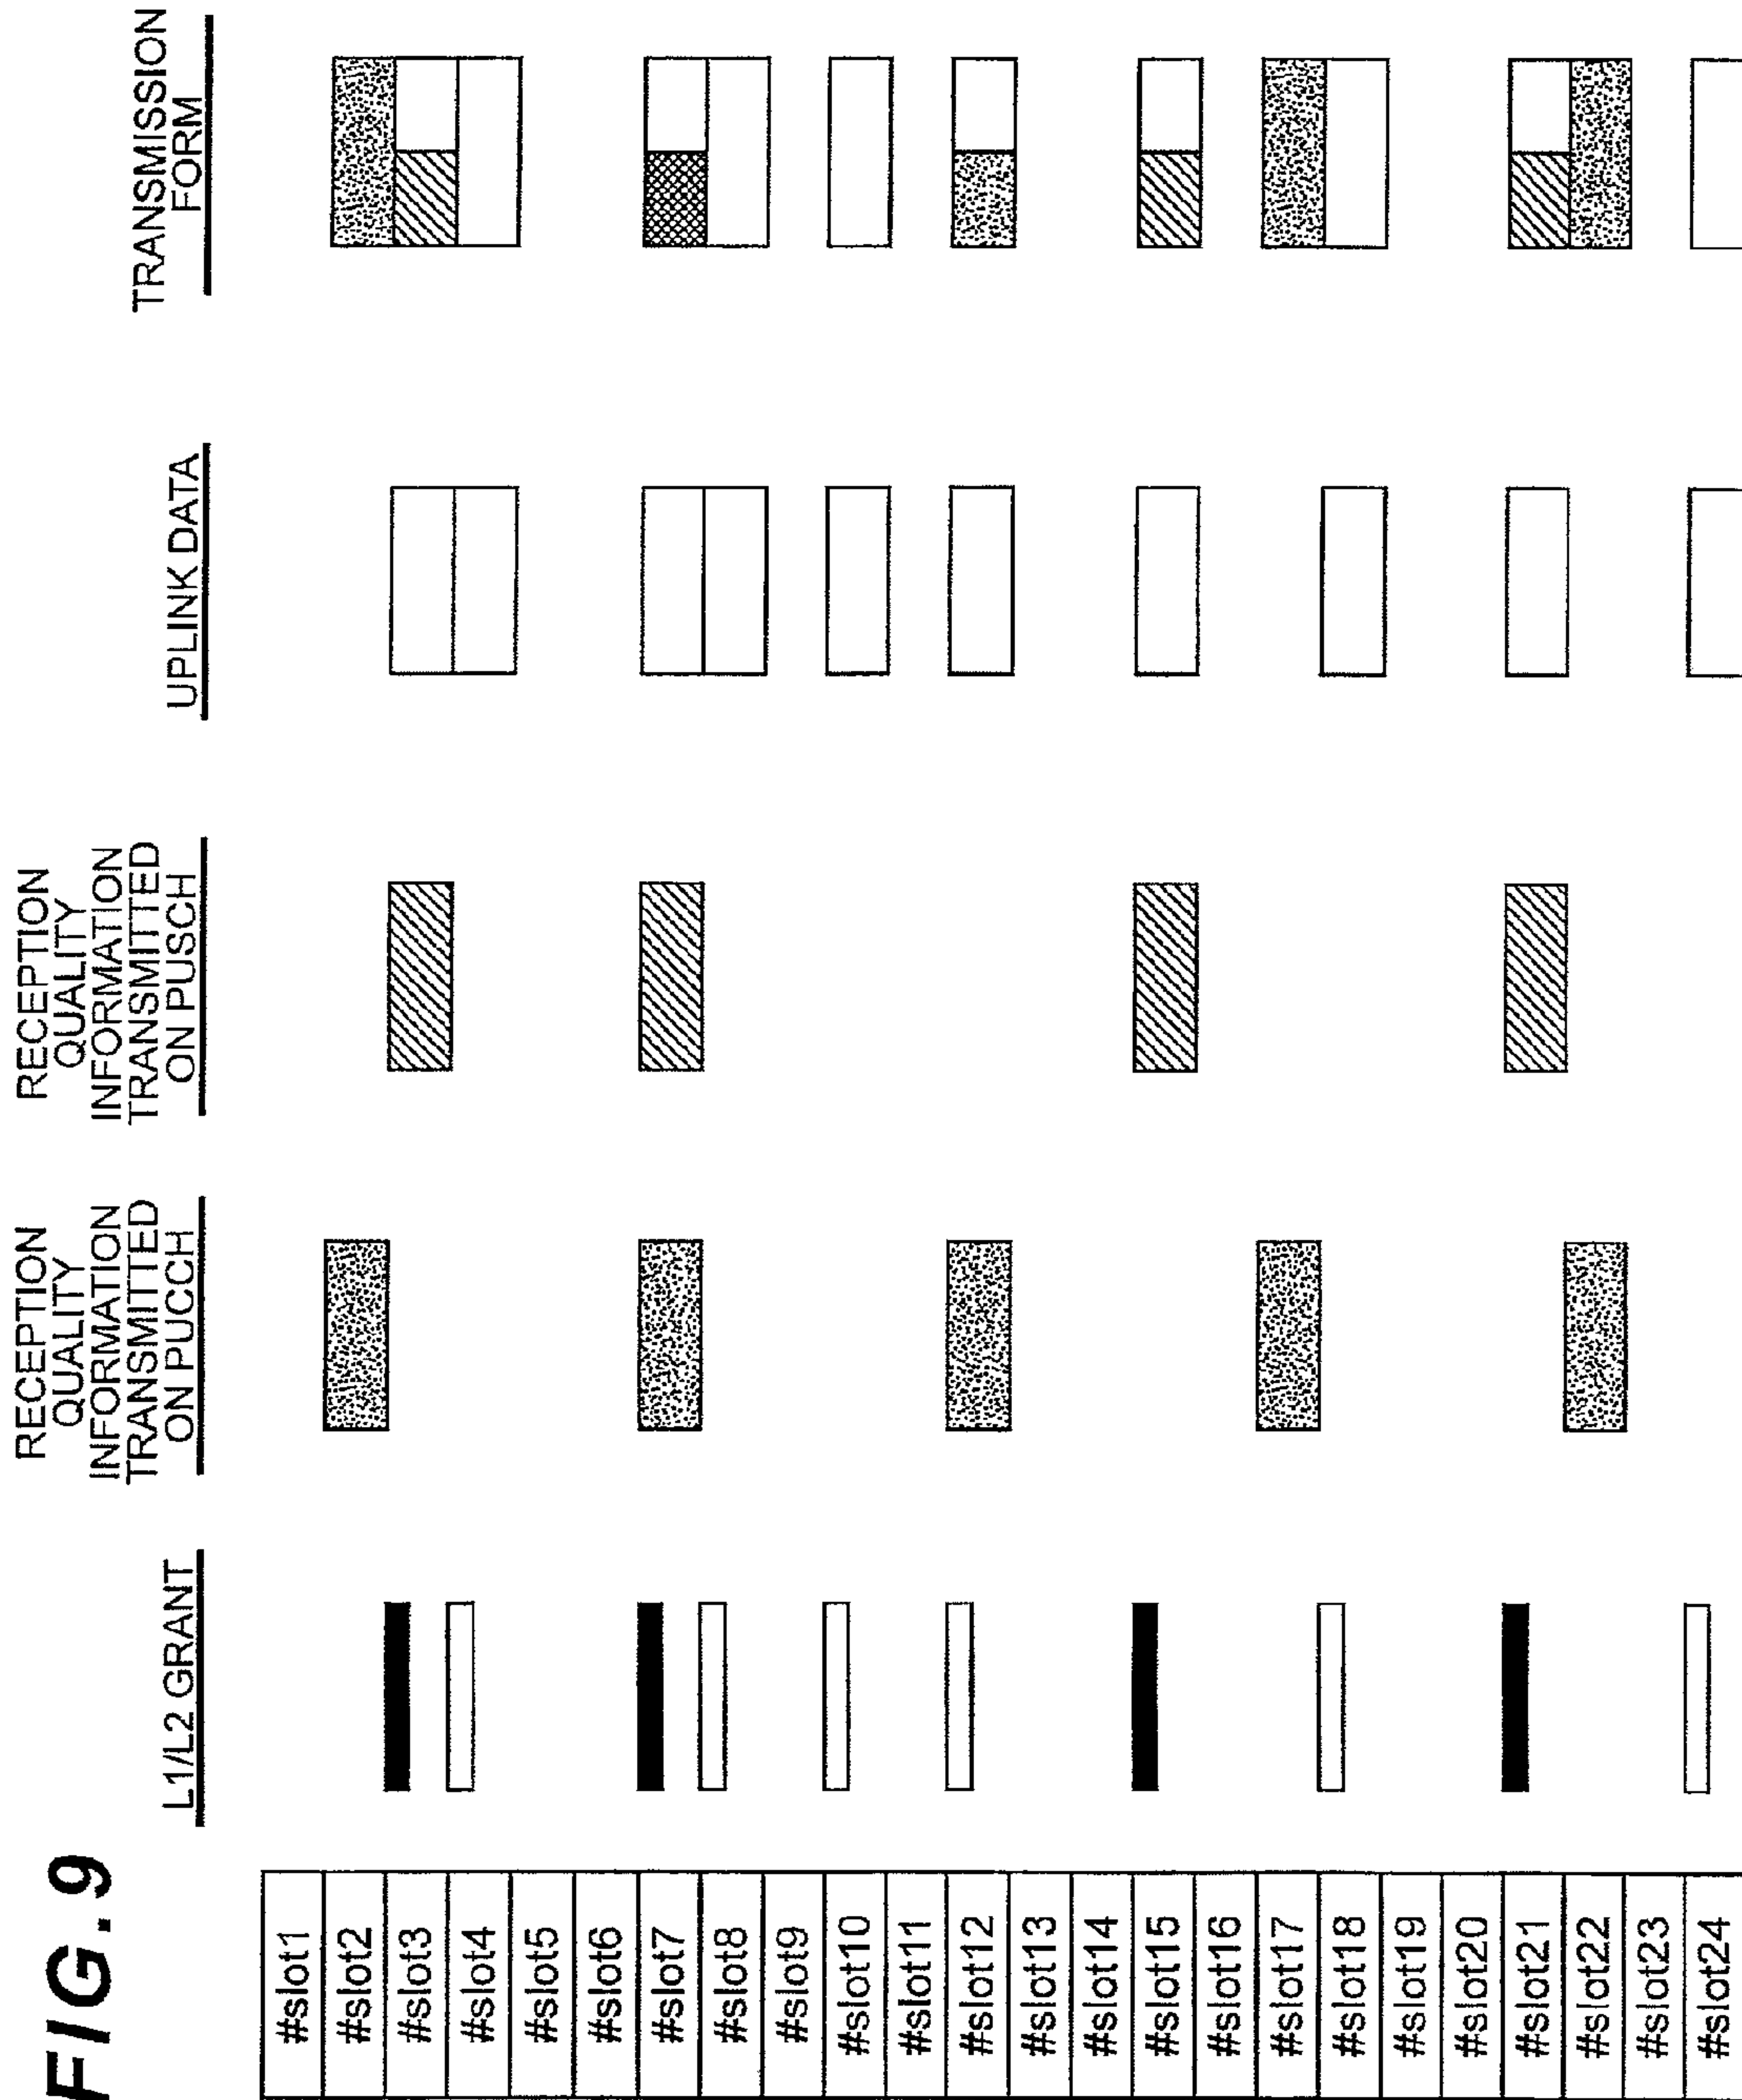 FIG.9
#slot1
#slot2
#slot3
#slot4
#slot5
#slot6
#slot7
#slot8
#slot9
#slot10
#slot11
#slot12
#slot13
#slot14
#slot15
#slot16
#slot17
#slot18
#slot19
#slot20
#slot21
#slot22
#slot23
#slot24
L1/L2 GRANT
RECEPTION
QUALITY
INFORMATION
TRANSMITTED
ON PUCCH
RECEPTION
QUALITY
INFORMATION
TRANSMITTED
ON PUSCH
UPLINK DATA
TRANSMISSION
FORM